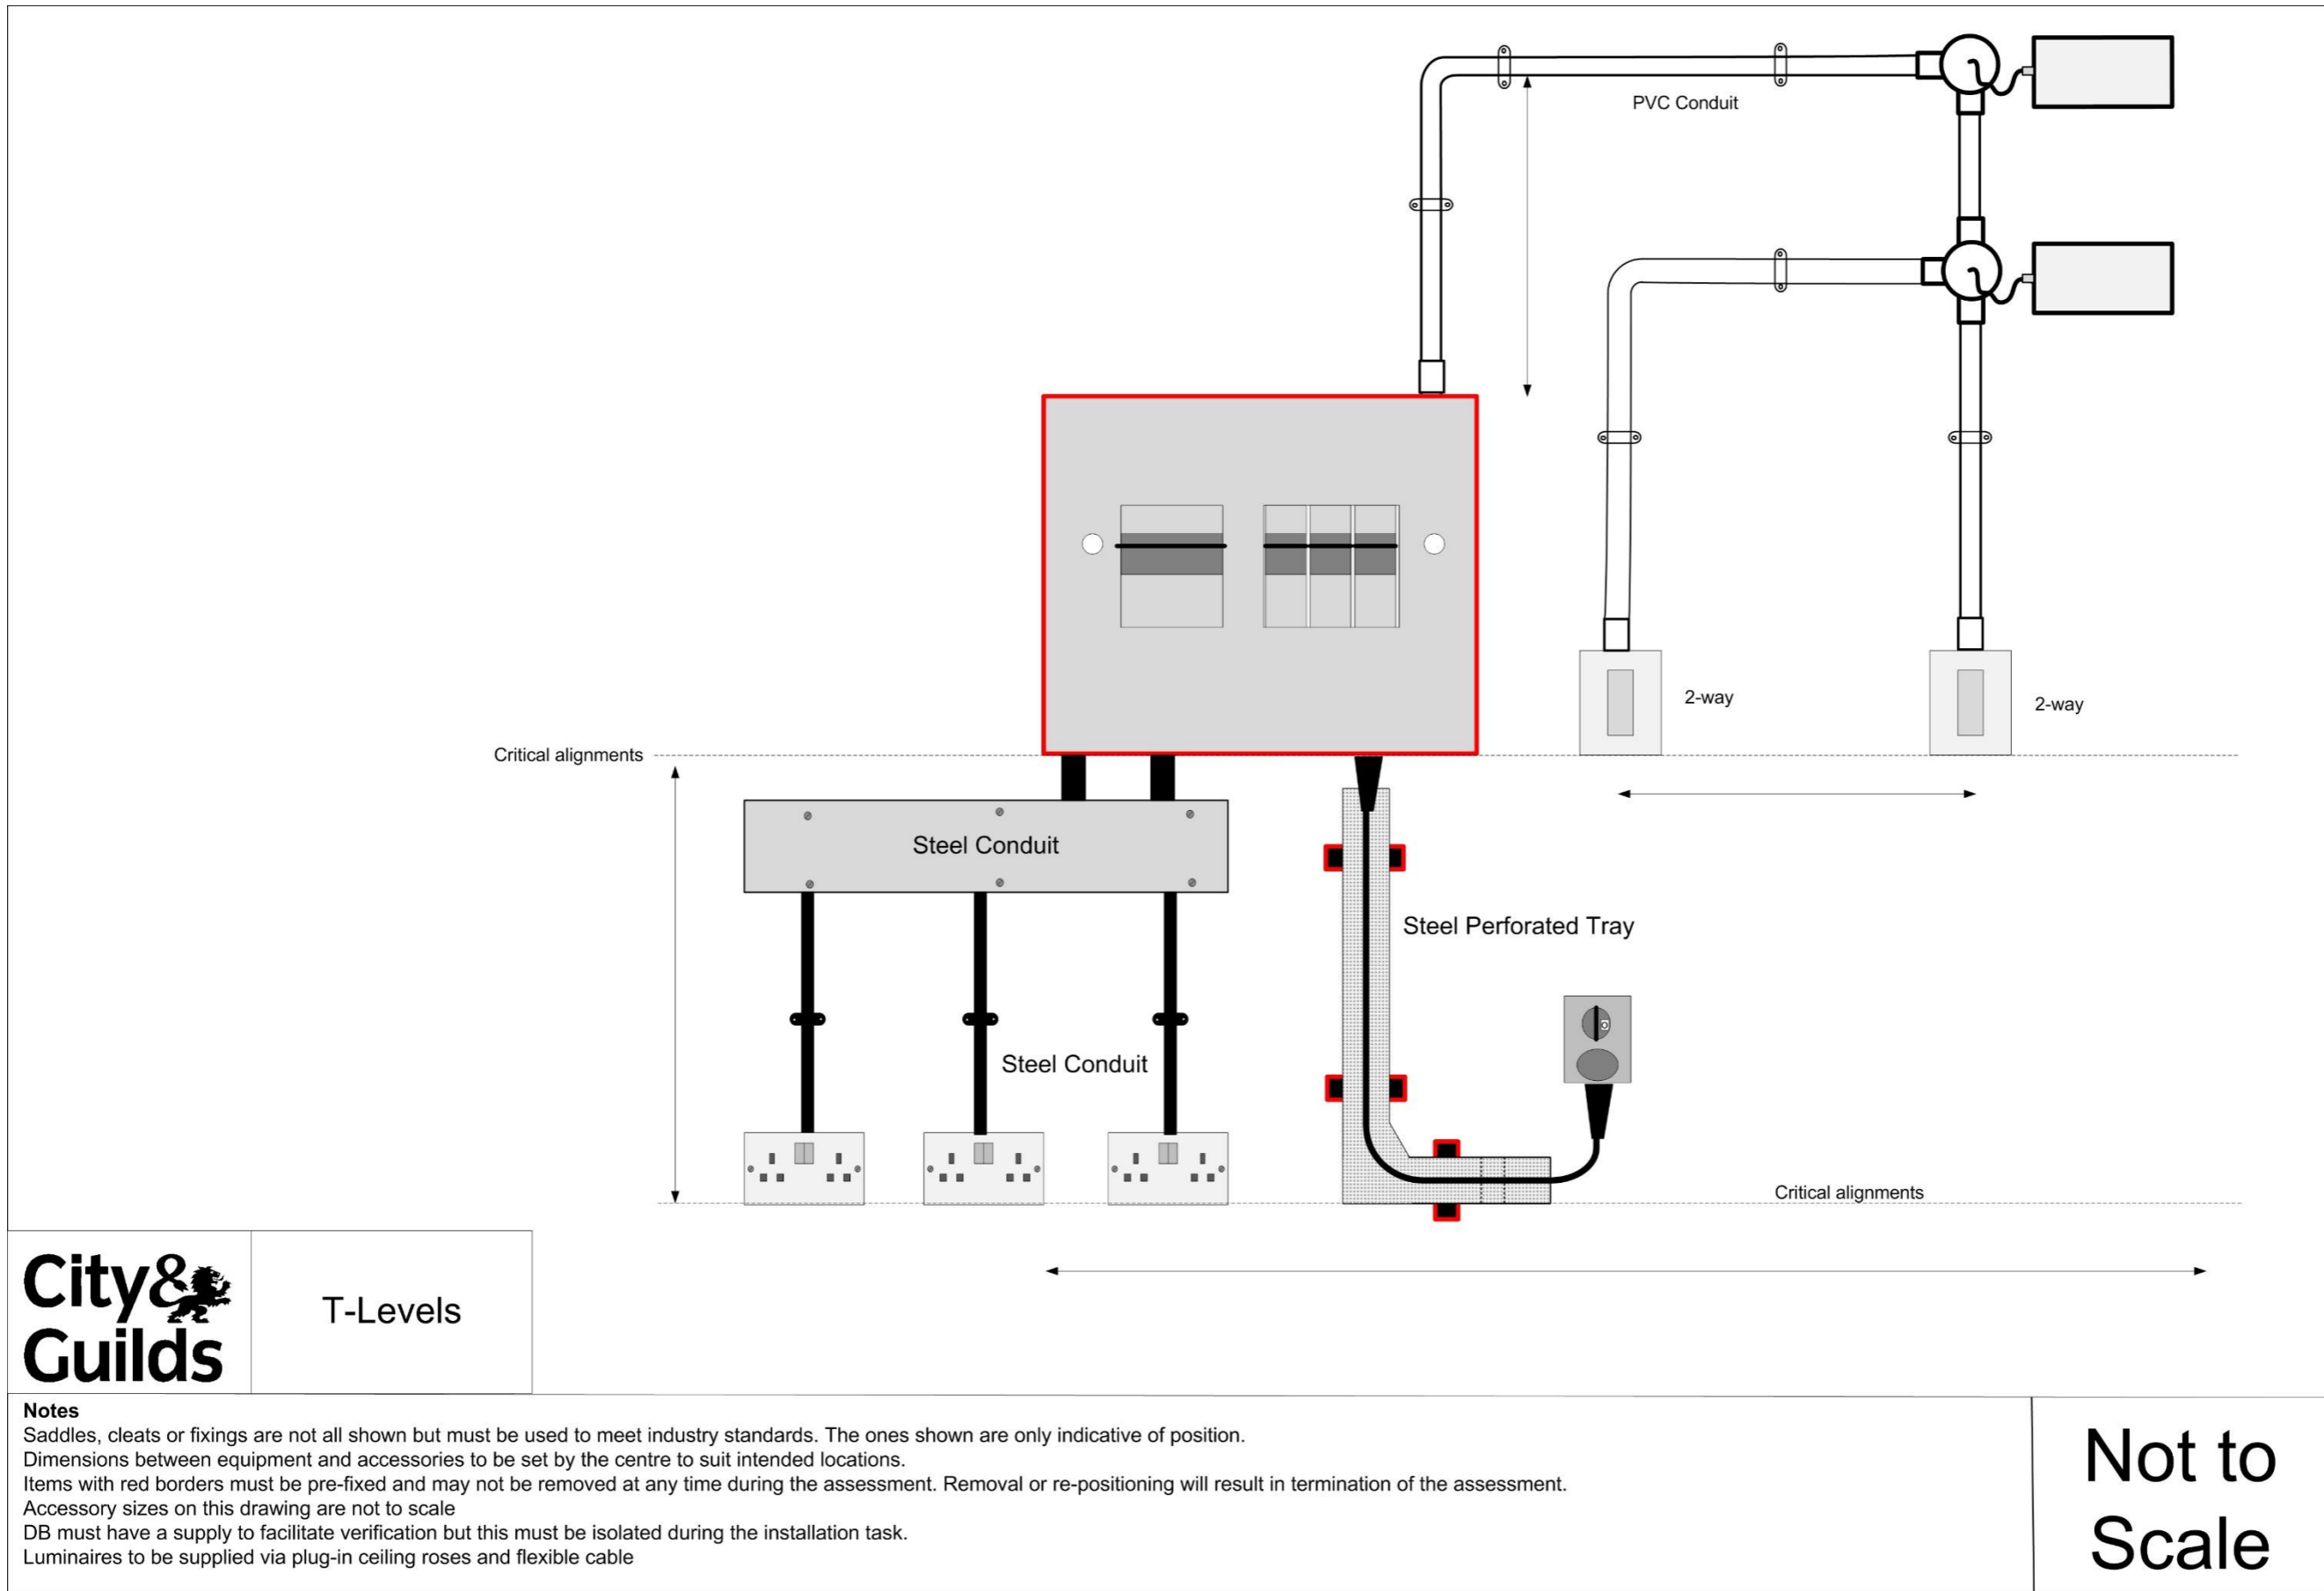 PVC Conduit
2-way
2-way
Critical alignments
Steel Conduit
Steel Perforated Tray
Steel Conduit
Critical alignments
City&
Guilds
T-Levels
Notes
Saddles, cleats or fixings are not all shown but must be used to meet industry standards. The ones shown are only indicative of position.
Dimensions between equipment and accessories to be set by the centre to suit intended locations.
Items with red borders must be pre-fixed and may not be removed at any time during the assessment. Removal or re-positioning will result in termination of the assessment.
Accessory sizes on this drawing are not to scale
DB must have a supply to facilitate verification but this must be isolated during the installation task.
Luminaires to be supplied via plug-in ceiling roses and flexible cable
Not to
Scale